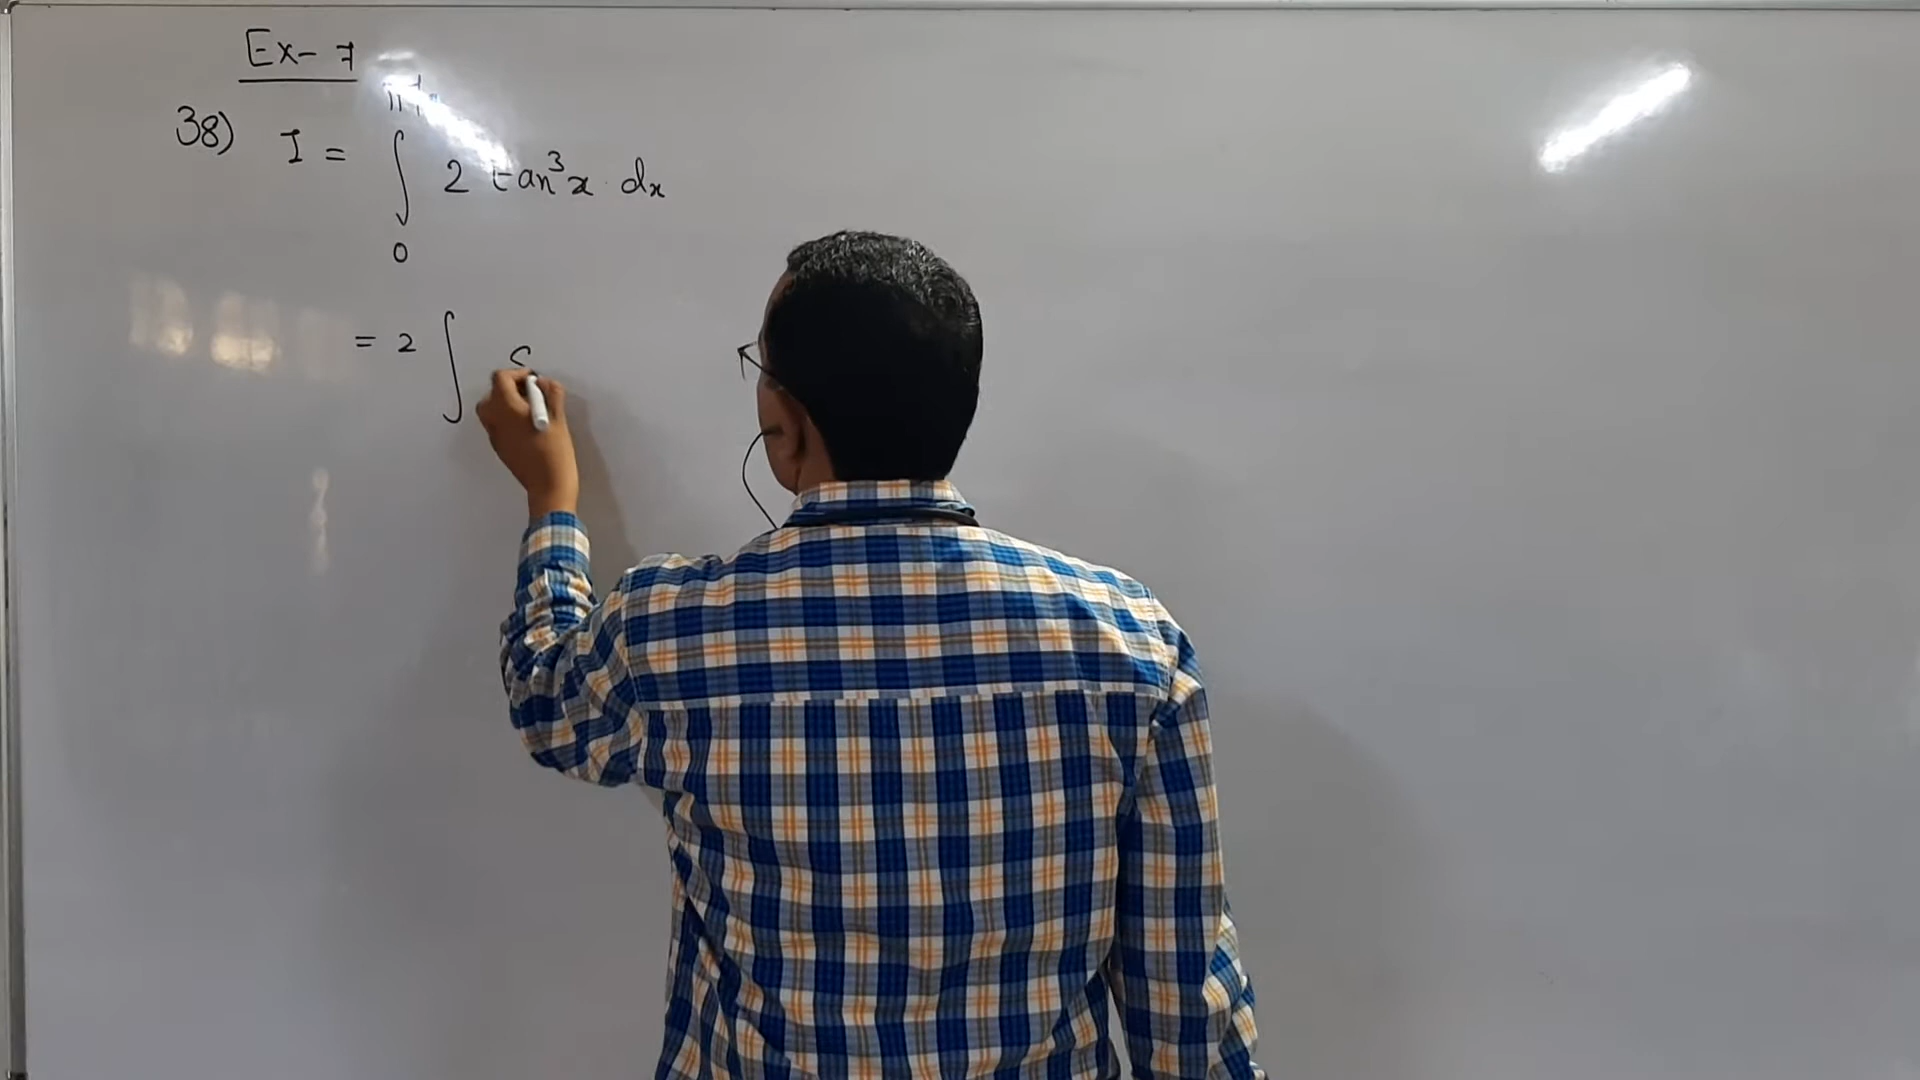 Ex- 7
38) I = ∫₀ 2 tan³x dx
= 2 ∫ S